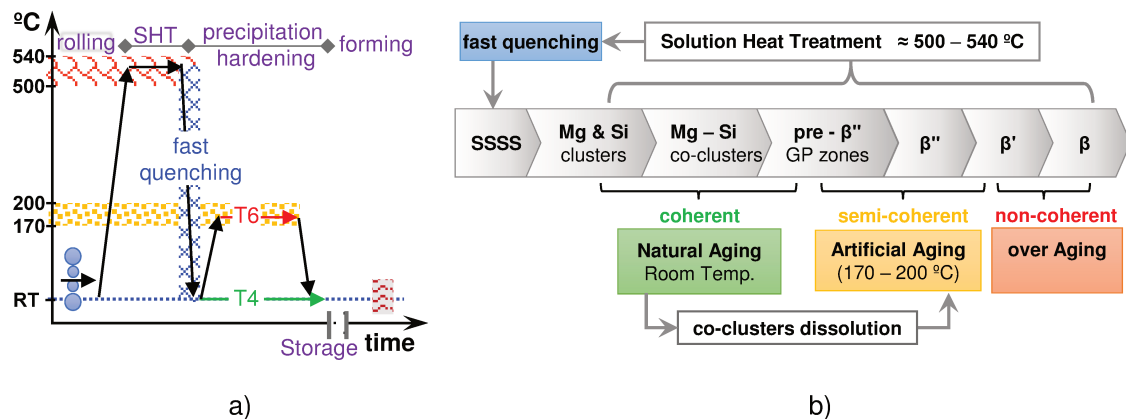 ºC
rolling
SHT
precipitation
hardening
forming
540
500
fast
quenching
200
170
T6
RT
T4
Storage
time
a)
fast quenching
Solution Heat Treatment ≈ 500 – 540 ºC
SSSS
Mg & Si
clusters
Mg – Si
co-clusters
pre - β"
GP zones
β"
β'
β
coherent
semi-coherent
non-coherent
Natural Aging
Room Temp.
Artificial Aging
(170 – 200 ºC)
over Aging
co-clusters dissolution
b)